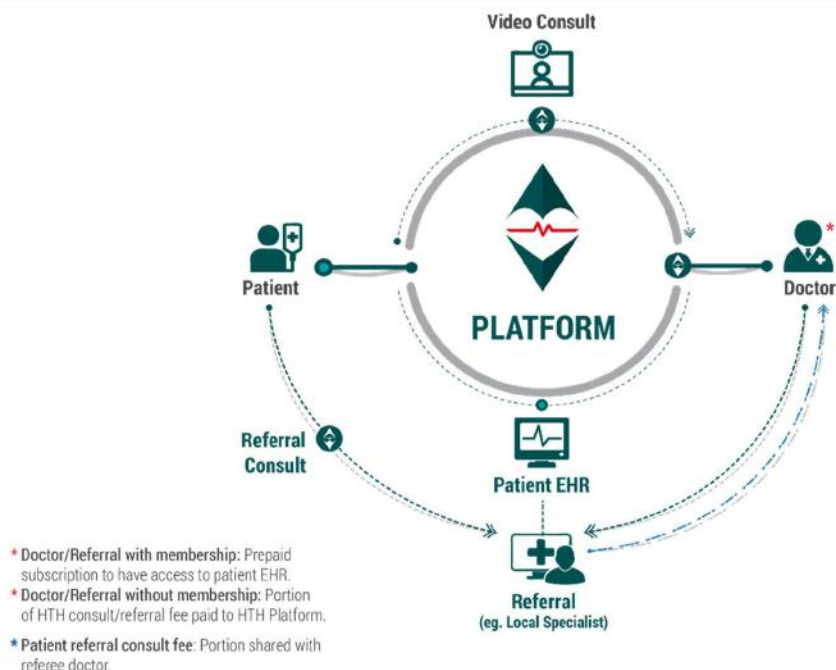 Video Consult
Patient
*
Doctor
PLATFORM
Referral
Consult
Patient EHR
Referral
(eg. Local Specialist)
* Doctor/Referral with membership: Prepaid
subscription to have access to patient EHR.
* Doctor/Referral without membership: Portion
of HTH consult/referral fee paid to HTH Platform.
* Patient referral consult fee: Portion shared with
referee doctor.